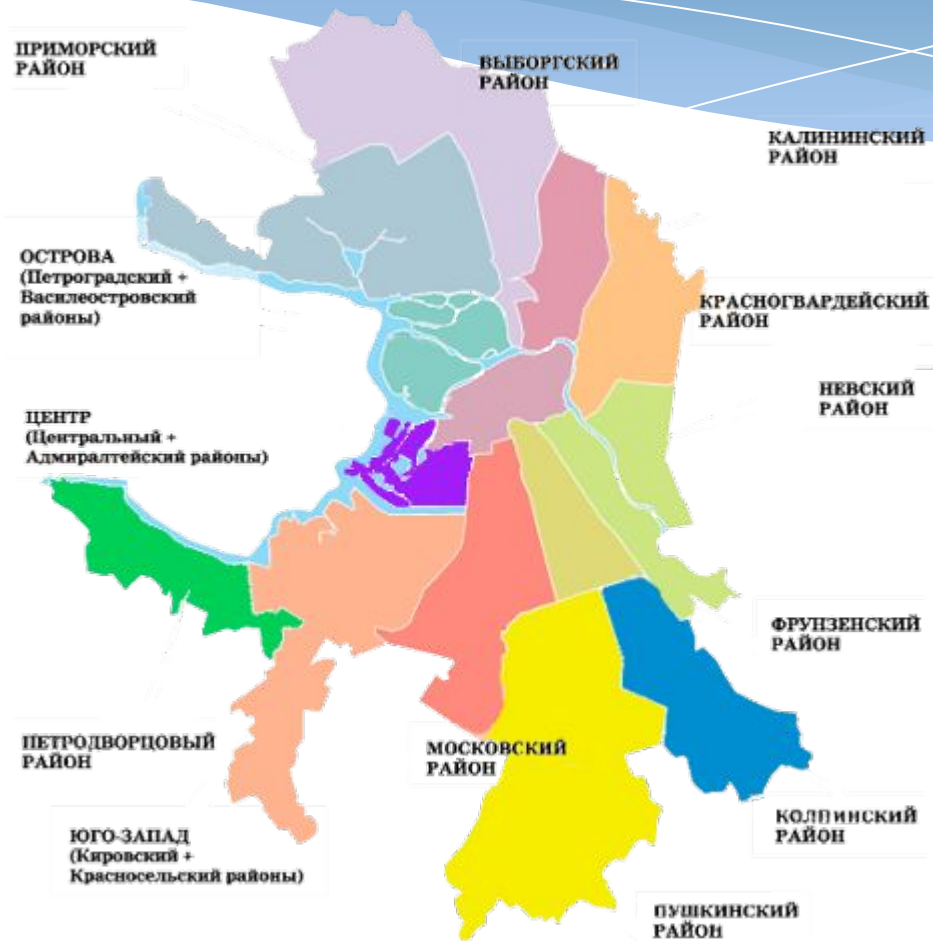 ПРИМОРСКИЙ
РАЙОН
ВЫБОРГСКИЙ
РАЙОН
КАЛИНИНСКИЙ
РАЙОН
ОСТРОВА
(Петроградский +
Василеостровский
районы)
КРАСНОГВАРДЕЙСКИЙ
РАЙОН
НЕВСКИЙ
РАЙОН
ЦЕНТР
(Центральный +
Адмиралтейский районы)
ФРУНЗЕНСКИЙ
РАЙОН
ПЕТРОДВОРЦОВЫЙ
РАЙОН
МОСКОВСКИЙ
РАЙОН
КОЛПИНСКИЙ
РАЙОН
ЮГО-ЗАПАД
(Кировский +
Красносельский районы)
ПУШКИНСКИЙ
РАЙОН